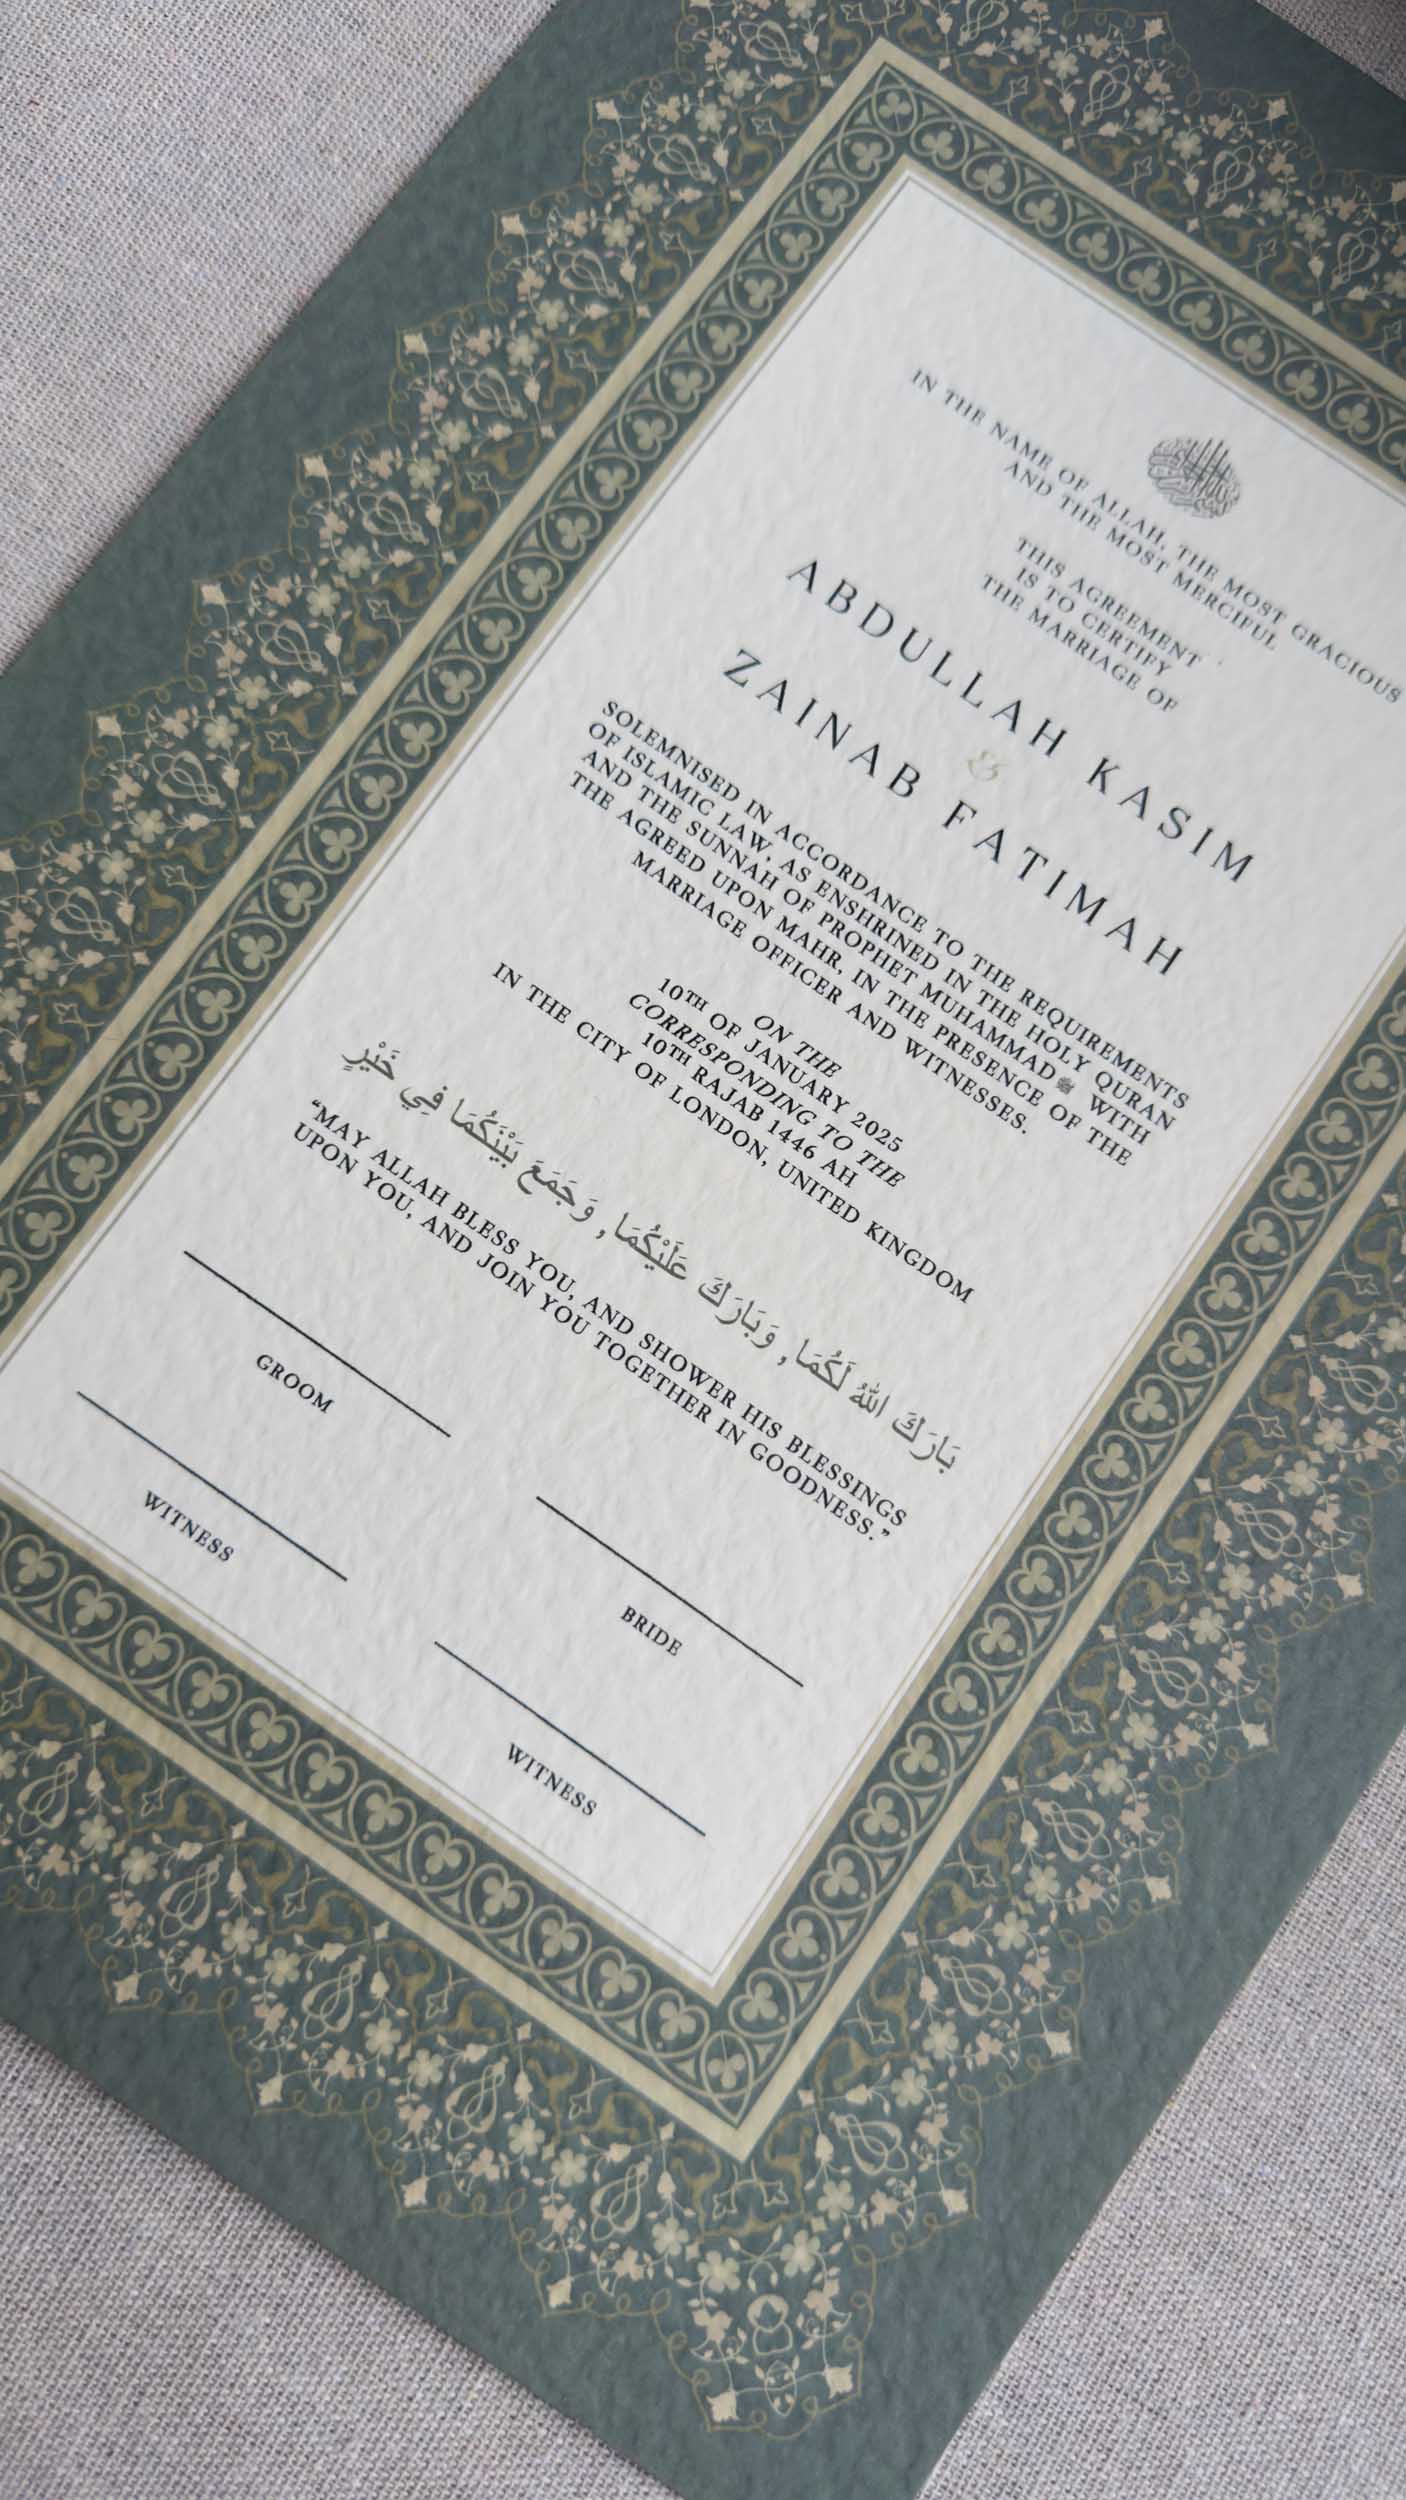 IN THE NAME OF ALLAH, THE MOST GRACIOUS
AND THE MOST MERCIFUL
THIS AGREEMENT
IS TO CERTIFY
THE MARRIAGE OF
ABDULLAH KASIM
&
ZAINAB FATIMAH
SOLEMNISED IN ACCORDANCE TO THE REQUIREMENTS
OF ISLAMIC LAW, AS ENSHRINED IN THE HOLY QURAN
AND THE SUNNAH OF PROPHET MUHAMMAD ﷺ WITH
THE AGREED UPON MAHR, IN THE PRESENCE OF THE
MARRIAGE OFFICER AND WITNESSES.
ON THE
10TH OF JANUARY 2025
CORRESPONDING TO THE
10TH RAJAB 1446 AH
IN THE CITY OF LONDON, UNITED KINGDOM
بَارَكَ اللهُ لَكُمَا, وَبَارَكَ عَلَيْكُمَا, وَجَمَعَ بَيْنَكُمَا فِي خَيْرٍ
“MAY ALLAH BLESS YOU, AND SHOWER HIS BLESSINGS
UPON YOU, AND JOIN YOU TOGETHER IN GOODNESS.”
GROOM
BRIDE
WITNESS
WITNESS